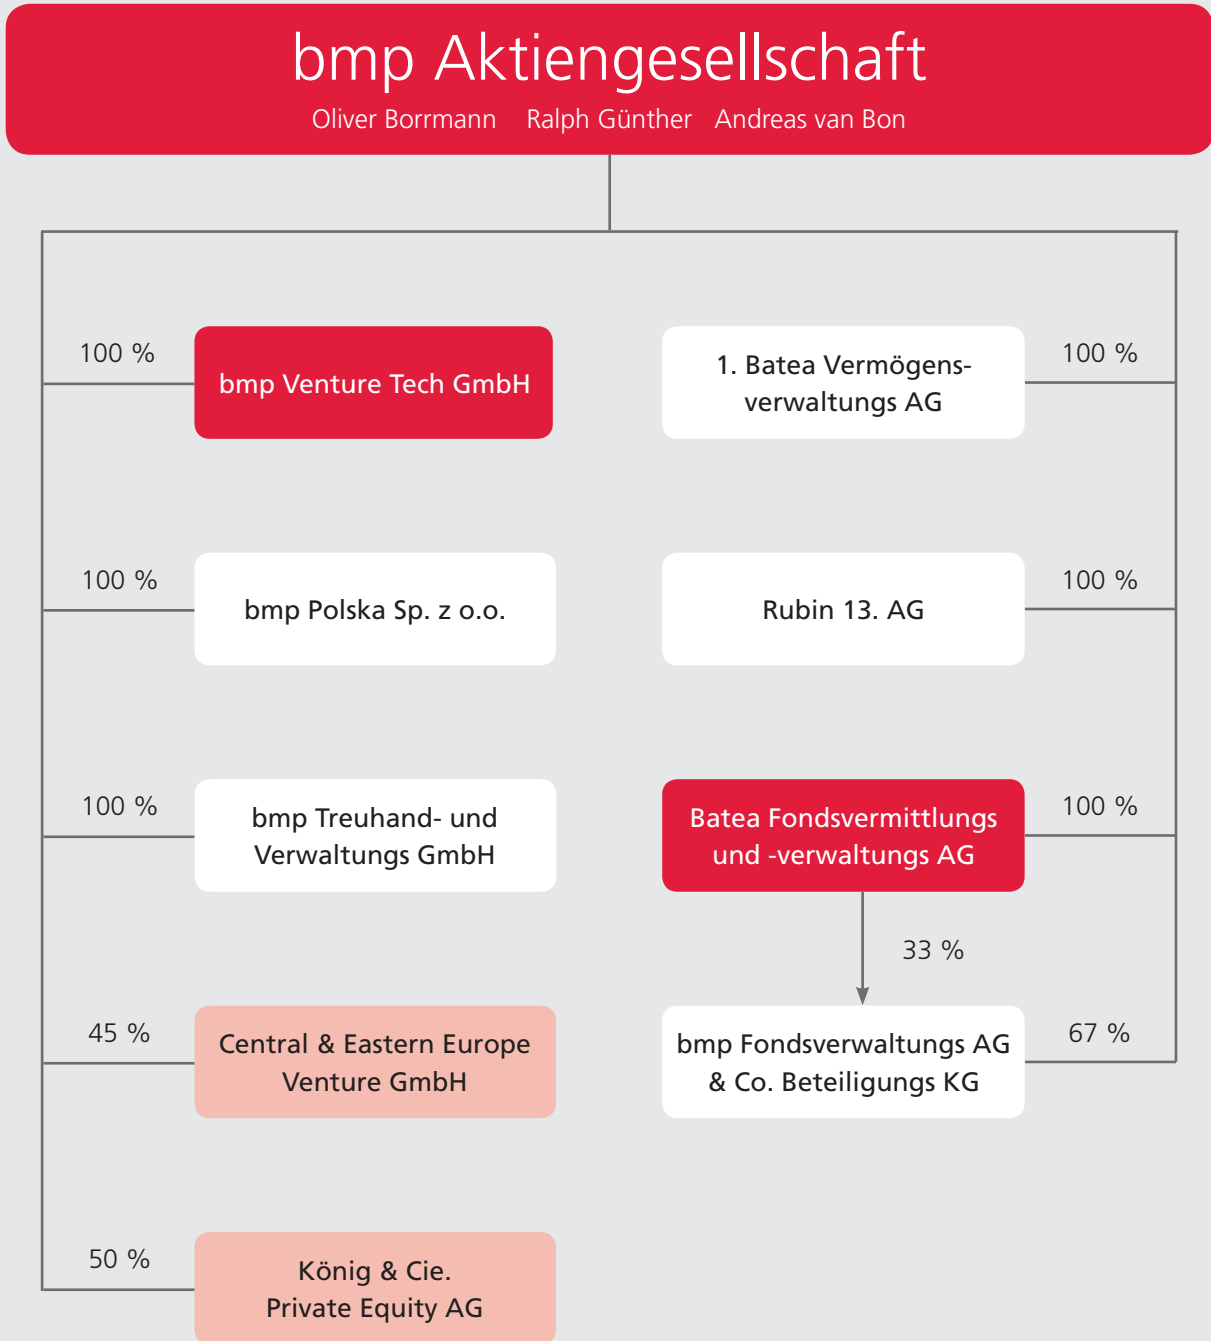 bmp Aktiengesellschaft
Oliver Borrmann Ralph Günther Andreas van Bon
100 %
bmp Venture Tech GmbH
100 %
bmp Polska Sp. z o.o.
100 %
bmp Treuhand- und
Verwaltungs GmbH
45 %
Central & Eastern Europe
Venture GmbH
50 %
König & Cie.
Private Equity AG
1. Batea Vermögens-
verwaltungs AG
100 %
Rubin 13. AG
100 %
Batea Fondsvermittlungs
und -verwaltungs AG
100 %
33 %
bmp Fondsverwaltungs AG
& Co. Beteiligungs KG
67 %